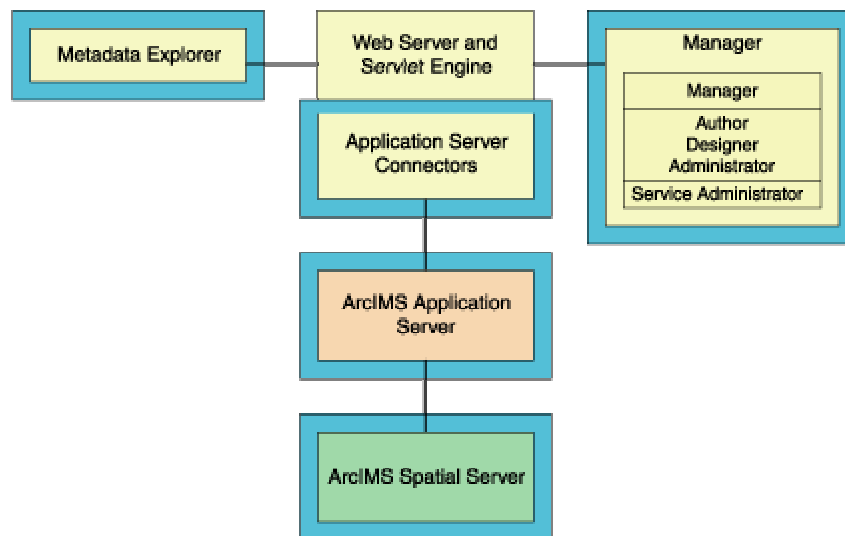 Metadata Explorer
Web Server and
Servlet Engine
Manager
Manager
Author
Designer
Administrator
Service Administrator
Application Server
Connectors
ArcIMS Application
Server
ArcIMS Spatial Server